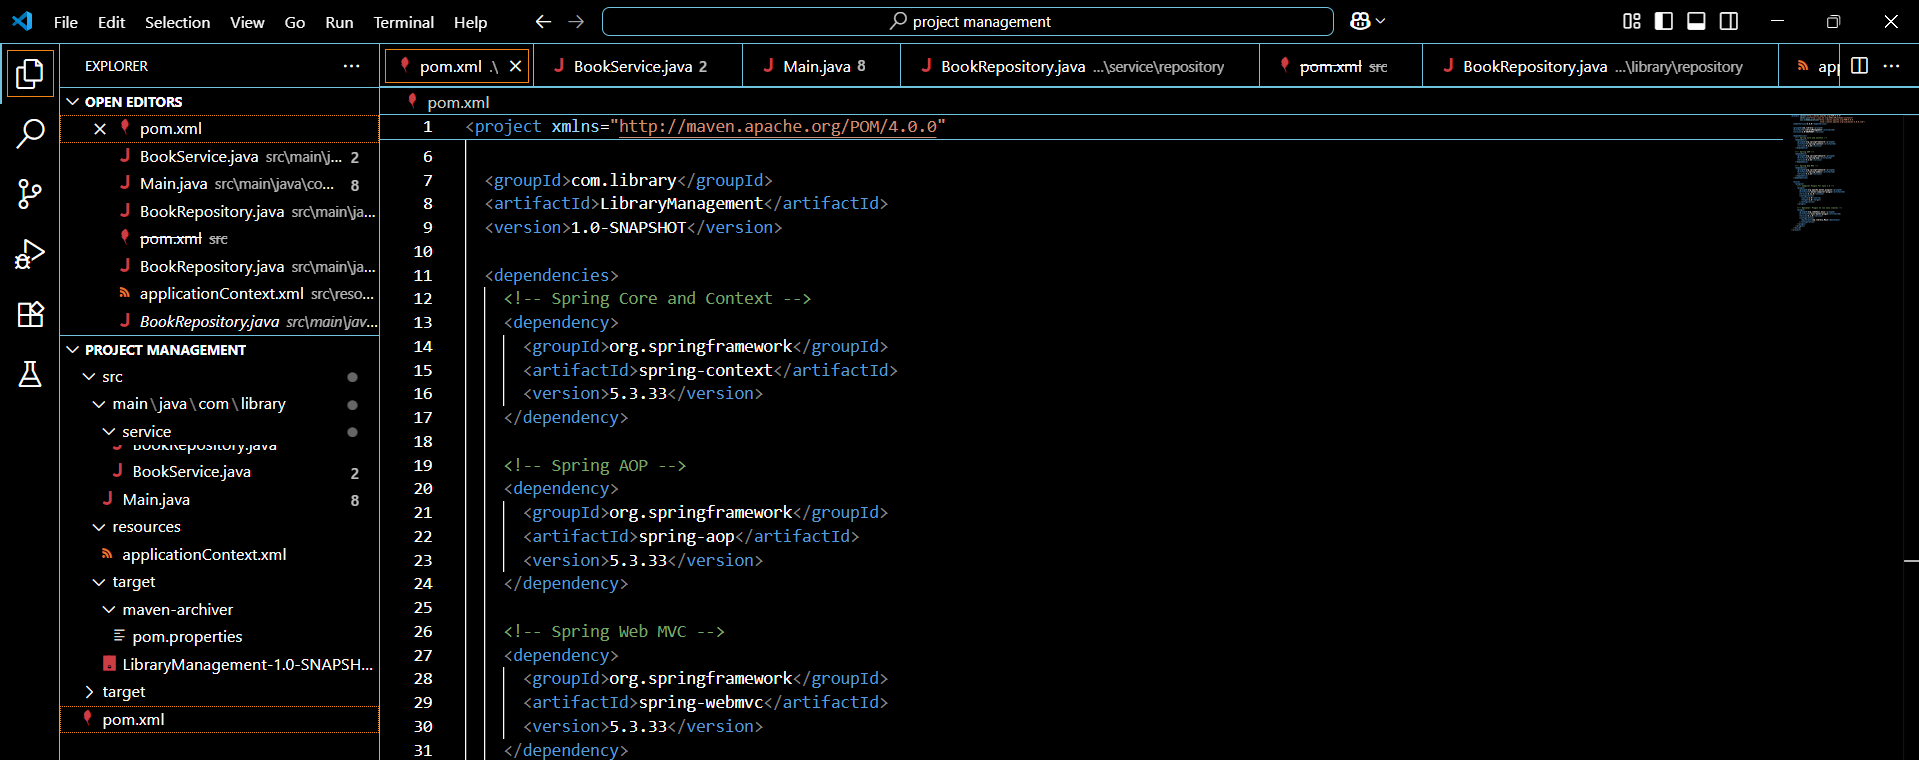 File Edit Selection View Go Run Terminal Help
project management
EXPLORER
OPEN EDITORS
pom.xml
BookService.java src\main\j... 2
Main.java src\main\java\co... 8
BookRepository.java src\main\ja...
pom.xml src
BookRepository.java src\main\ja...
applicationContext.xml src\reso...
BookRepository.java src\main\jav...
PROJECT MANAGEMENT
src
main\java\com\library
service
BookRepository.java
BookService.java 2
Main.java 8
resources
applicationContext.xml
target
maven-archiver
pom.properties
LibraryManagement-1.0-SNAPSH...
target
pom.xml
pom.xml .\ BookService.java 2 Main.java 8 BookRepository.java ...\service\repository pom.xml src BookRepository.java ...\library\repository app
pom.xml
1 <project xmlns="http://maven.apache.org/POM/4.0.0"
6
7 <groupId>com.library</groupId>
8 <artifactId>LibraryManagement</artifactId>
9 <version>1.0-SNAPSHOT</version>
10
11 <dependencies>
12 <!-- Spring Core and Context -->
13 <dependency>
14 <groupId>org.springframework</groupId>
15 <artifactId>spring-context</artifactId>
16 <version>5.3.33</version>
17 </dependency>
18
19 <!-- Spring AOP -->
20 <dependency>
21 <groupId>org.springframework</groupId>
22 <artifactId>spring-aop</artifactId>
23 <version>5.3.33</version>
24 </dependency>
25
26 <!-- Spring Web MVC -->
27 <dependency>
28 <groupId>org.springframework</groupId>
29 <artifactId>spring-webmvc</artifactId>
30 <version>5.3.33</version>
31 </dependency>